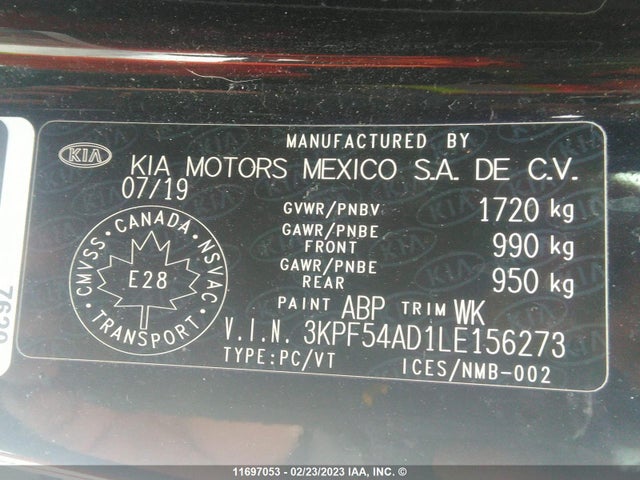 MANUFACTURED BY
KIA KIA MOTORS MEXICO S.A. DE C.V.
07/19
GVWR/PNBV 1720 kg
GAWR/PNBE FRONT 990 kg
GAWR/PNBE REAR 950 kg
CMVSS · CANADA · NSVAC
E28
TRANSPORT
PAINT ABP TRIM WK
V.I.N. 3KPF54AD1LE156273
TYPE:PC/VT ICES/NMB-002
11697053 - 02/23/2023 IAA, Inc. ©